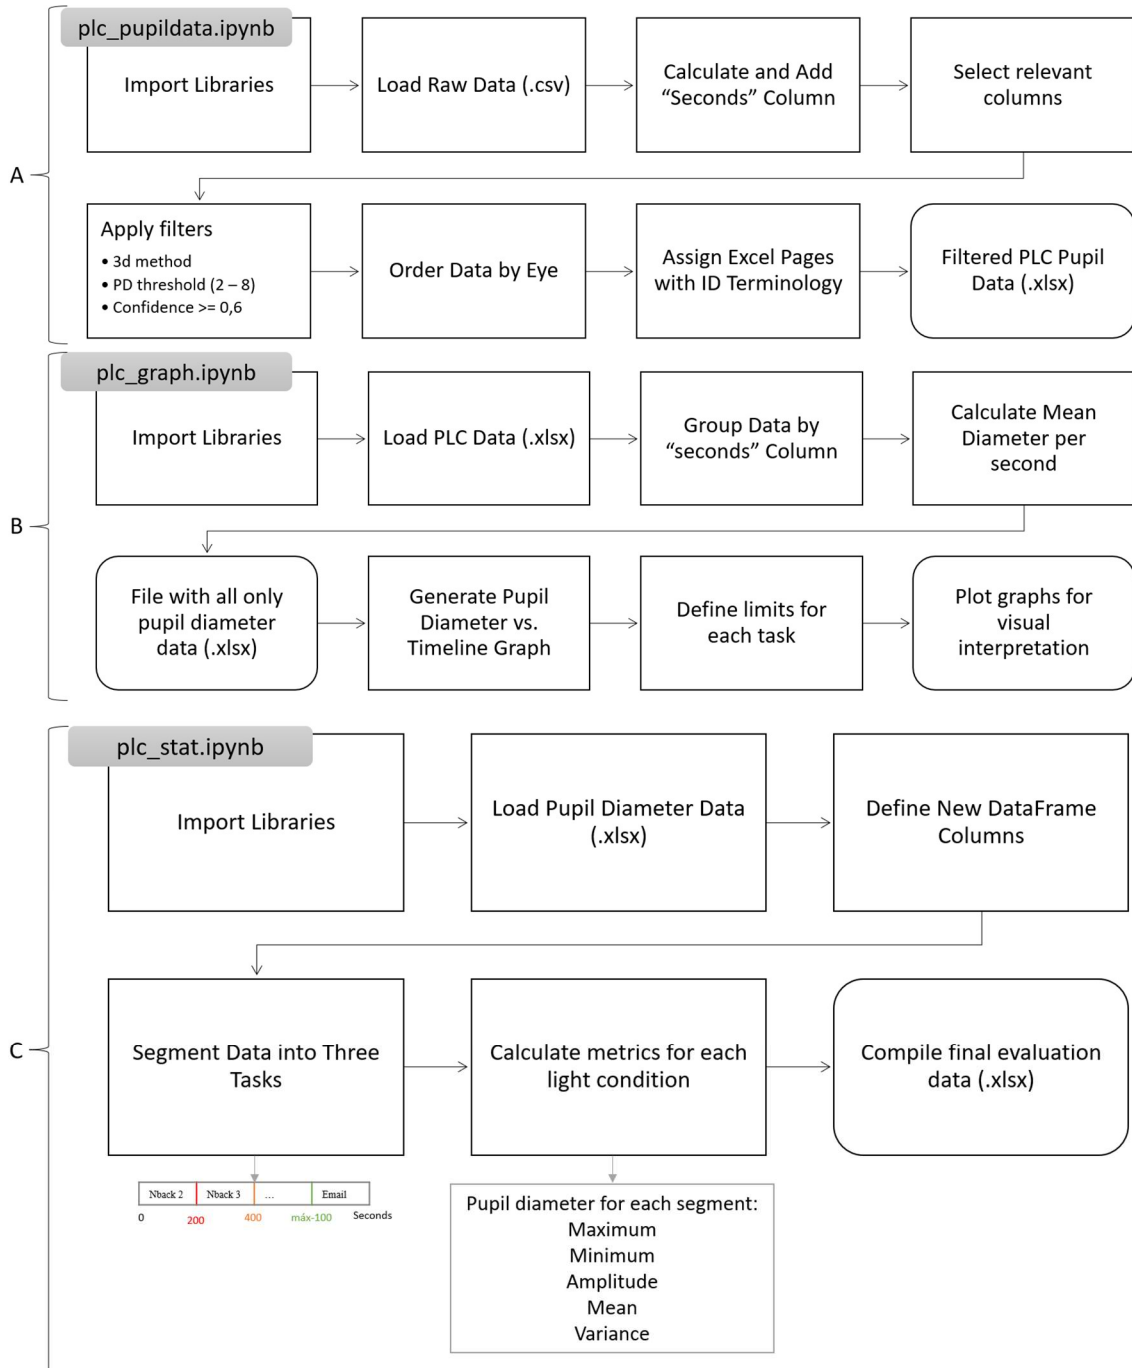 plc_pupildata.ipynb
Import Libraries
Load Raw Data (.csv)
Calculate and Add
“Seconds” Column
Select relevant
columns
A
Apply filters
• 3d method
• PD threshold (2 – 8)
• Confidence >= 0,6
Order Data by Eye
Assign Excel Pages
with ID Terminology
Filtered PLC Pupil
Data (.xlsx)
plc_graph.ipynb
Import Libraries
Load PLC Data (.xlsx)
Group Data by
“seconds” Column
Calculate Mean
Diameter per
second
B
File with all only
pupil diameter
data (.xlsx)
Generate Pupil
Diameter vs.
Timeline Graph
Define limits for
each task
Plot graphs for
visual
interpretation
plc_stat.ipynb
Import Libraries
Load Pupil Diameter Data
(.xlsx)
Define New DataFrame
Columns
C
Segment Data into Three
Tasks
Calculate metrics for each
light condition
Compile final evaluation
data (.xlsx)
Nback 2 Nback 3 ... Email
0 200 400 máx-100 Seconds
Pupil diameter for each segment:
Maximum
Minimum
Amplitude
Mean
Variance